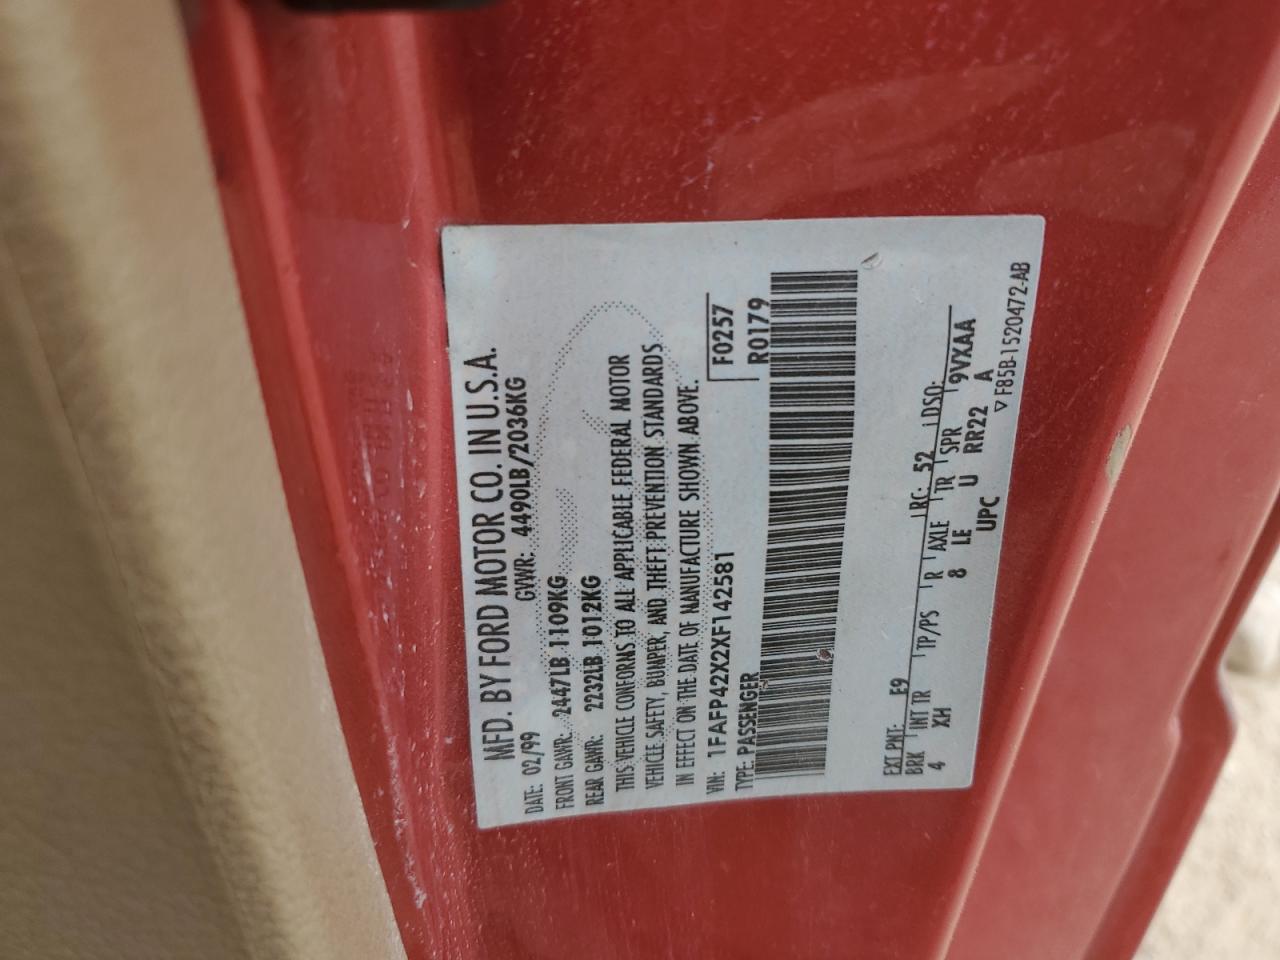 MFD. BY FORD MOTOR CO. IN U.S.A.
DATE: 02/99 GVWR: 4490LB/2036KG
FRONT GAWR: 2447LB 1109KG
REAR GAWR: 2232LB 1012KG
THIS VEHICLE CONFORMS TO ALL APPLICABLE FEDERAL MOTOR
VEHICLE SAFETY, BUMPER, AND THEFT PREVENTION STANDARDS
IN EFFECT ON THE DATE OF MANUFACTURE SHOWN ABOVE.
VIN: 1FAFP42X2XF142581 F0257
TYPE: PASSENGER R0179
EXT PNT: E9 RC: 52 DSO:
BRK INT TR TP/PS R AXLE TR SPR 9VXAA
4 XH 8 LE U RR22 A
UPC ▽ F85B-1520472-AB